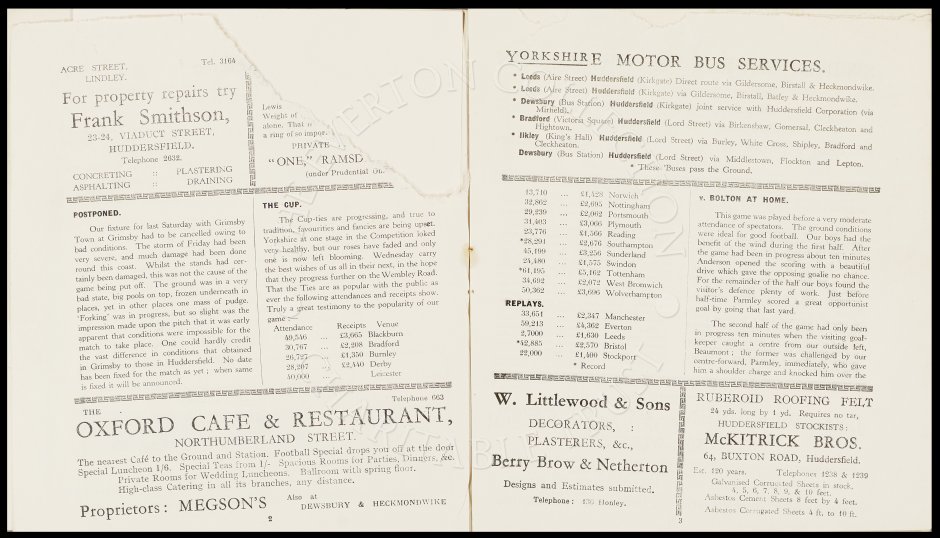 ACRE STREET,
LINDLEY.
Tel. 3164
For property repairs try
Frank Smithson,
23-24, VIADUCT STREET,
HUDDERSFIELD.
Telephone 2632.
CONCRETING :: PLASTERING
ASPHALTING :: DRAINING
Lewis
Weight of
alone. That
a ring of so impor
PRIVATE
"ONE," RAMSD
(under Prudential
POSTPONED.
Our fixture for last Saturday with Grimsby
Town at Grimsby had to be cancelled owing to
bad conditions. The storm of Friday had been
very severe, and much damage had been done
round this coast. Whilst the stands had cer-
tainly been damaged, this was not the cause of the
game being put off. The ground was in a very
bad state, big pools on top, frozen underneath in
places, yet in other places one mass of pudge.
'Forking' was in progress, but so slight was the
impression made upon the pitch that it was early
apparent that conditions were impossible for the
match to take place. One could hardly credit
the vast difference in conditions that obtained
in Grimsby to those in Huddersfield. No date
has been fixed for the match as yet ; when same
is fixed it will be announced.
THE CUP.
The Cup-ties are progressing, and true to
tradition, favourities and fancies are being upset.
Yorkshire at one stage in the Competition looked
very healthy, but our roses have faded and only
one is now left blooming. Wednesday carry
the best wishes of us all in their next, in the hope
that they progress further on the Wembley Road.
That the Ties are as popular with the public as
ever the following attendances and receipts show.
Truly a great testimony to the popularity of our
game :—
Attendance Receipts Venue
49,546 ... £3,665 Blackburn
30,767 ... £2,208 Bradford
26,727 ... £1,350 Burnley
28,207 ... £2,440 Derby
40,000 ... Leicester
THE
Telephone 663
OXFORD CAFE & RESTAURANT,
NORTHUMBERLAND STREET.
The nearest Café to the Ground and Station. Football Special drops you off at the door
Special Luncheon 1/6. Special Teas from 1/- Spacious Rooms for Parties, Dinners, &c.
Private Rooms for Wedding Luncheons. Ballroom with spring floor.
High-class Catering in all its branches, any distance.
Proprietors: MEGSON'S Also at DEWSBURY & HECKMONDWIKE
2
YORKSHIRE MOTOR BUS SERVICES.
* Leeds (Aire Street) Huddersfield (Kirkgate) Direct route via Gildersome, Birstall & Heckmondwike.
* Leeds (Aire Street) Huddersfield (Kirkgate) via Gildersome, Birstall, Batley & Heckmondwike.
* Dewsbury (Bus Station) Huddersfield (Kirkgate) joint service with Huddersfield Corporation (via
Mirfield).
* Bradford (Victoria Square) Huddersfield (Lord Street) via Birkenshaw, Gomersal, Cleckheaton and
Hightown.
* Ilkley (King's Hall) Huddersfield (Lord Street) via Burley, White Cross, Shipley, Bradford and
Cleckheaton.
Dewsbury (Bus Station) Huddersfield (Lord Street) via Middlestown, Flockton and Lepton.
* These 'Buses pass the Ground.
13,710 ... £1,428 Norwich
32,862 ... £2,695 Nottingham
29,239 ... £2,062 Portsmouth
31,403 ... £3,066 Plymouth
23,776 ... £1,566 Reading
*28,291 ... £2,676 Southampton
45,199 ... £3,256 Sunderland
24,480 ... £1,575 Swindon
*61,195 ... £5,162 Tottenham
34,692 ... £2,072 West Bromwich
50,362 ... £3,696 Wolverhampton
REPLAYS.
33,651 ... £2,347 Manchester
59,213 ... £4,362 Everton
2,7000 ... £1,630 Leeds
*42,885 ... £2,570 Bristol
22,000 ... £1,400 Stockport
* Record
v. BOLTON AT HOME.
This game was played before a very moderate
attendance of spectators. The ground conditions
were ideal for good football. Our boys had the
benefit of the wind during the first half. After
the game had been in progress about ten minutes
Anderson opened the scoring with a beautiful
drive which gave the opposing goalie no chance.
For the remainder of the half our boys found the
visitor's defence plenty of work. Just before
half-time Parmley scored a great opportunist
goal by going that last yard.
The second half of the game had only been
in progress ten minutes when the visiting goal-
keeper caught a centre from our outside left,
Beaumont ; the former was challenged by our
centre-forward, Parmley, immediately, who gave
him a shoulder charge and knocked him over the
W. Littlewood & Sons
DECORATORS, :
PLASTERERS, &c.,
Berry Brow & Netherton
Designs and Estimates submitted.
Telephone : 436 Honley.
RUBEROID ROOFING FELT
24 yds. long by 1 yd. Requires no tar,
HUDDERSFIELD STOCKISTS:
McKITRICK BROS.
64, BUXTON ROAD, Huddersfield.
Est. 120 years. Telephones 1238 & 1239
Galvanised Corrugated Sheets in stock.
4, 5, 6, 7, 8, 9, & 10 feet.
Asbestos Cement Sheets 8 feet by 4 feet.
Asbestos Corrugated Sheets 4 ft. to 10 ft.
3